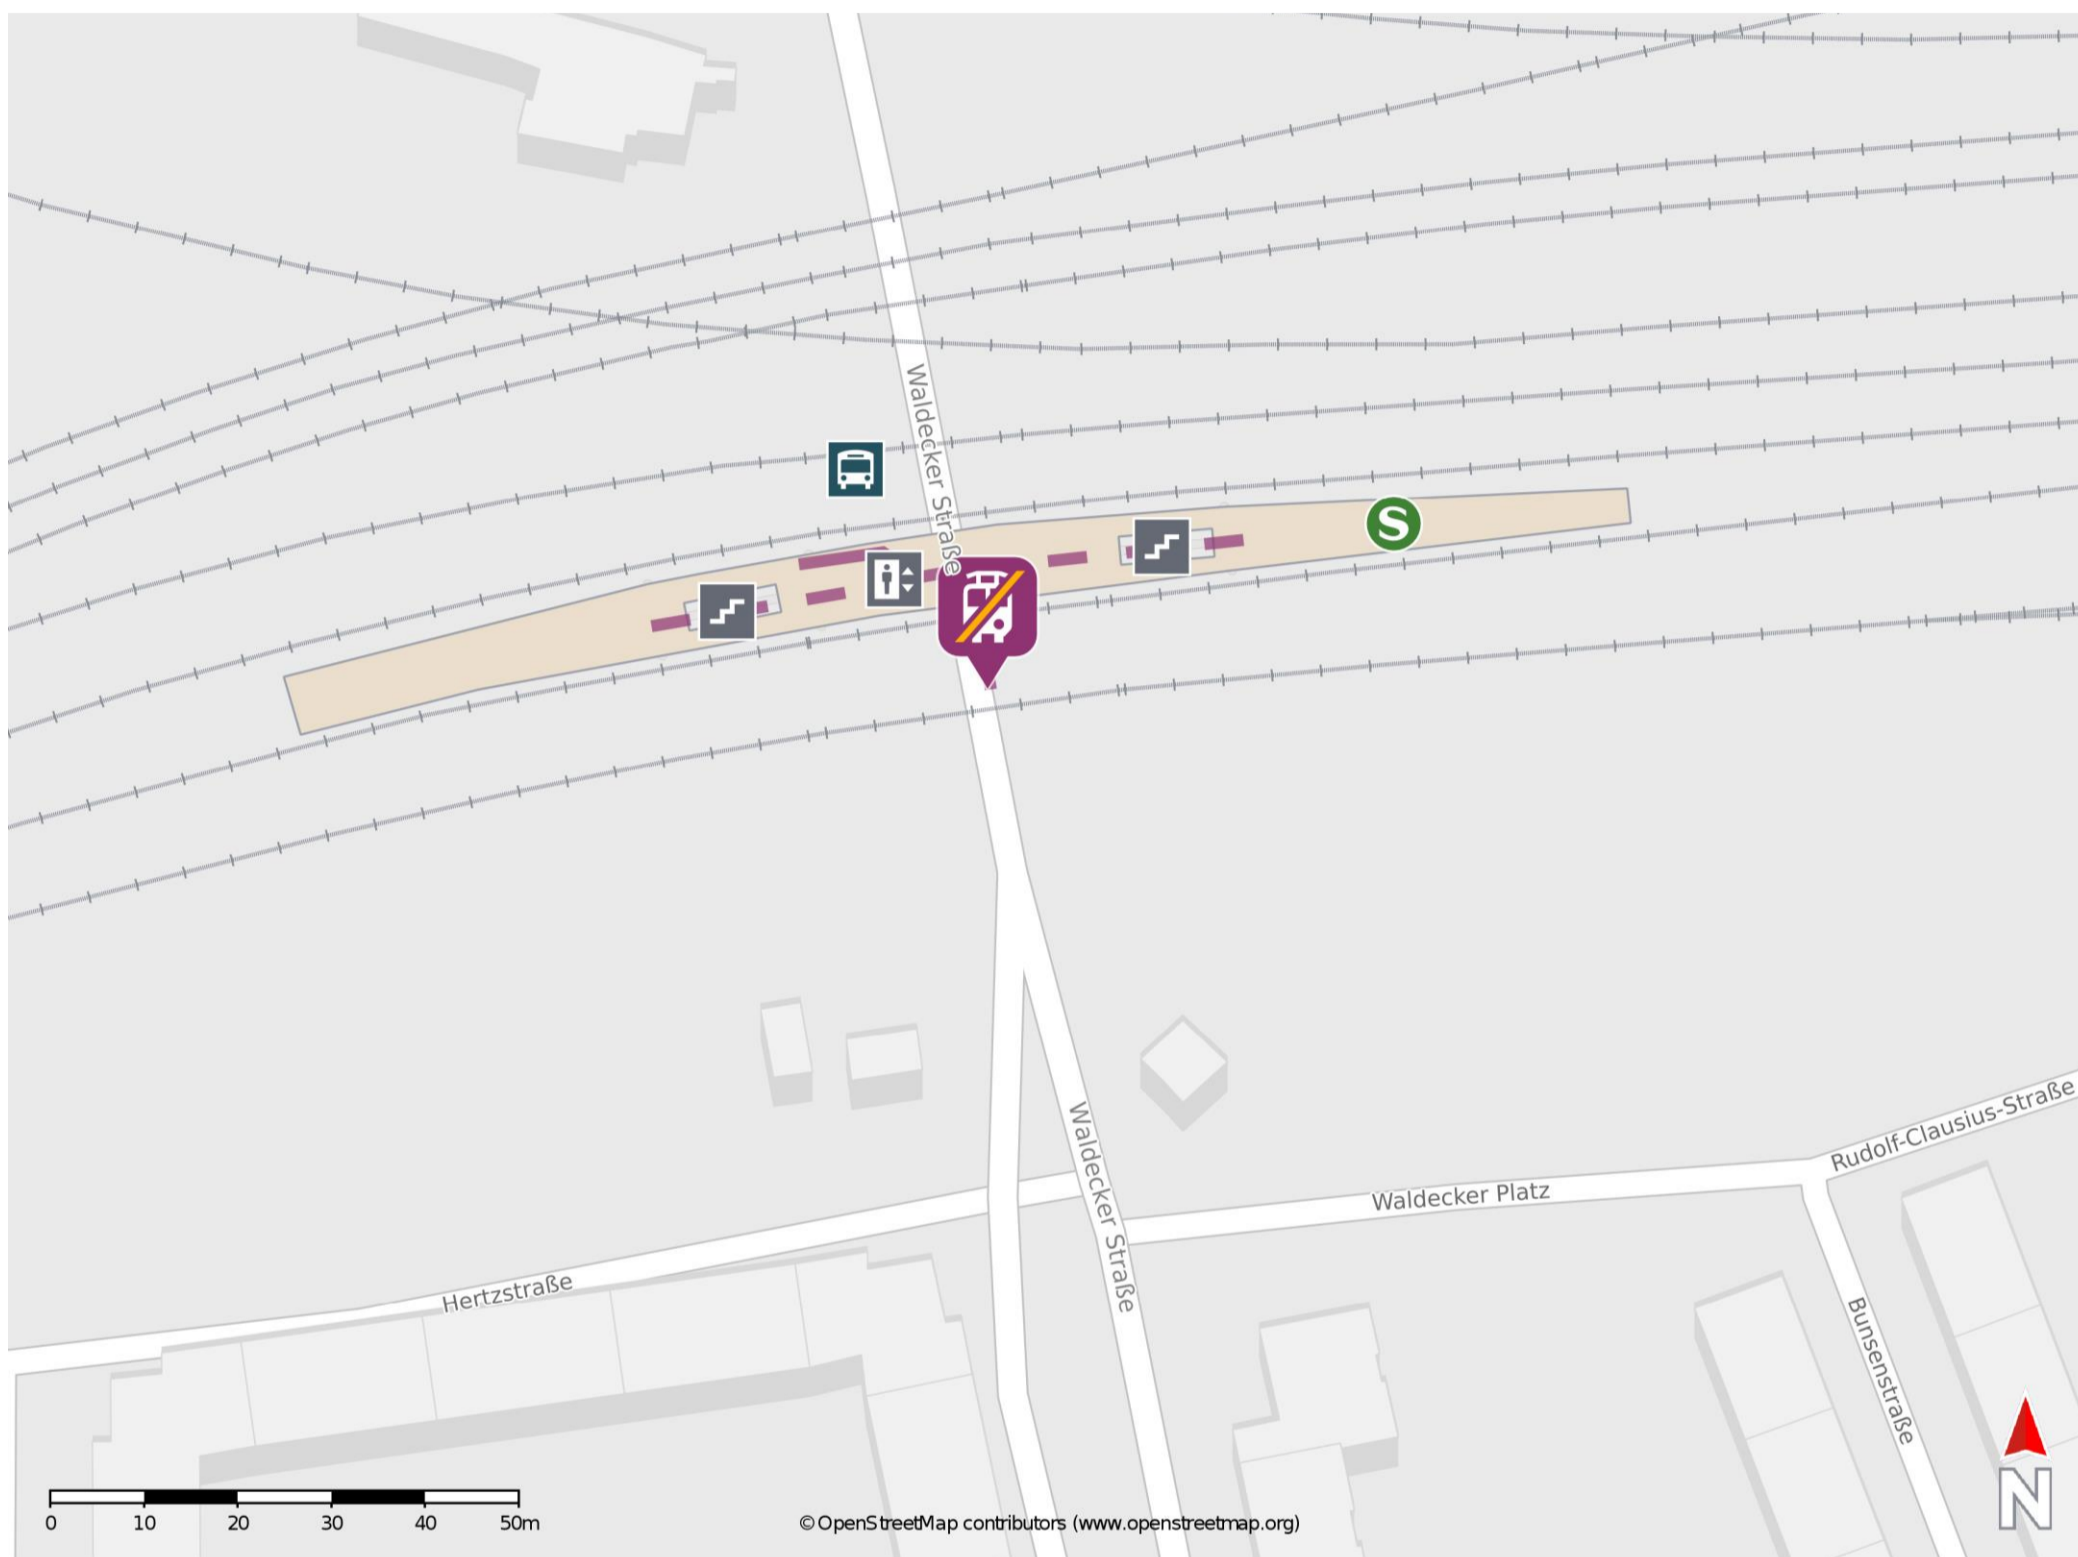 Waldecker Straße
S
Waldecker Straße
Rudolf-Clausius-Straße
Waldecker Platz
Hertzstraße
Bunsenstraße
0 10 20 30 40 50m
© OpenStreetMap contributors (www.openstreetmap.org)
N